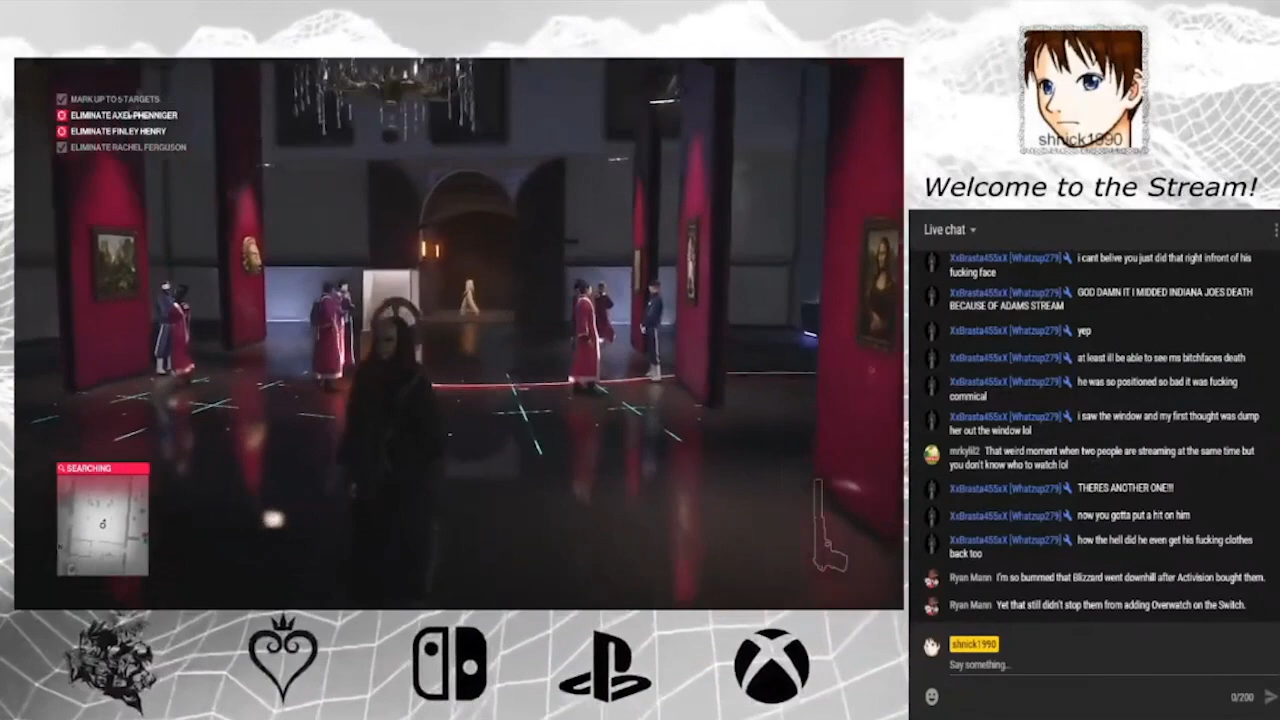 MARK UP TO 5 TARGETS
ELIMINATE AXEL PHENNIGER
ELIMINATE FINLEY HENRY
ELIMINATE RACHEL FERGUSON
SEARCHING
shnick1990
Welcome to the Stream!
Live chat
XxBrasta455xX [Whatzup279] i cant belive you just did that right infront of his
fucking face
XxBrasta455xX [Whatzup279] GOD DAMN IT I MIDDED INDIANA JOES DEATH
BECAUSE OF ADAMS STREAM
XxBrasta455xX [Whatzup279] yep
XxBrasta455xX [Whatzup279] at least ill be able to see ms bitchfaces death
XxBrasta455xX [Whatzup279] he was so positioned so bad it was fucking
commical
XxBrasta455xX [Whatzup279] i saw the window and my first thought was dump
her out the window lol
mrkylil2 That weird moment when two people are streaming at the same time but
you don't know who to watch lol
XxBrasta455xX [Whatzup279] THERES ANOTHER ONE!!!
XxBrasta455xX [Whatzup279] now you gotta put a hit on him
XxBrasta455xX [Whatzup279] how the hell did he even get his fucking clothes
back too
Ryan Mann I'm so bummed that Blizzard went downhill after Activision bought them.
Ryan Mann Yet that still didn't stop them from adding Overwatch on the Switch.
shnick1990
Say something...
0/200